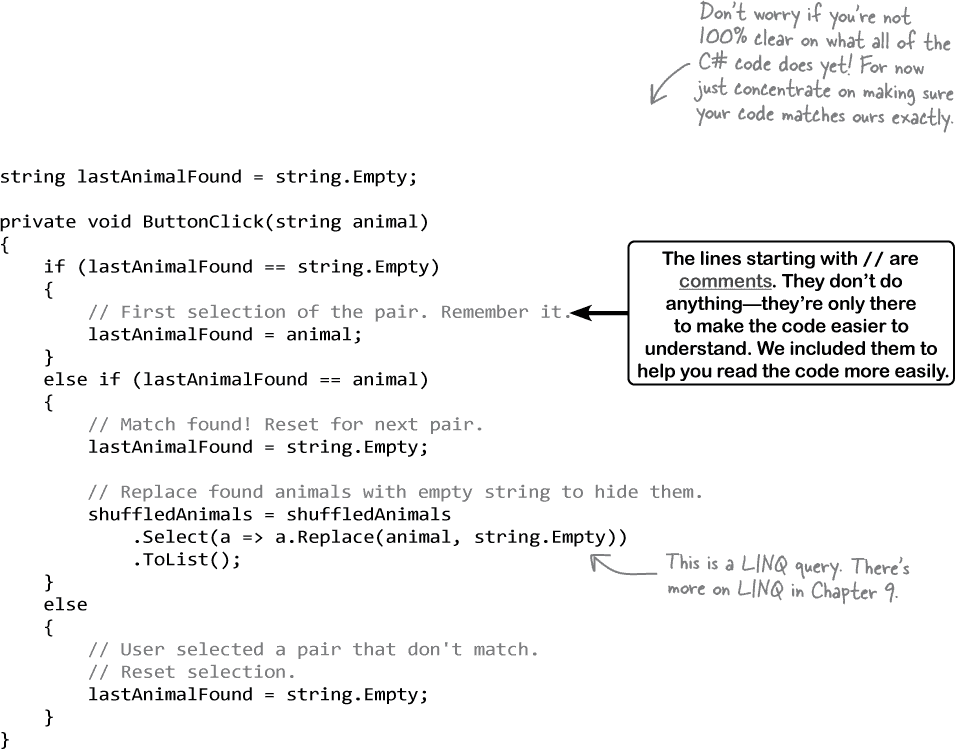 Don't worry if you're not
100% clear on what all of the
C# code does yet! For now
just concentrate on making sure
your code matches ours exactly.
string lastAnimalFound = string.Empty;
private void ButtonClick(string animal)
{
    if (lastAnimalFound == string.Empty)
    {
        // First selection of the pair. Remember it.
        lastAnimalFound = animal;
    }
    else if (lastAnimalFound == animal)
    {
        // Match found! Reset for next pair.
        lastAnimalFound = string.Empty;
        // Replace found animals with empty string to hide them.
        shuffledAnimals = shuffledAnimals
            .Select(a => a.Replace(animal, string.Empty))
            .ToList();
    }
    else
    {
        // User selected a pair that don't match.
        // Reset selection.
        lastAnimalFound = string.Empty;
    }
}
The lines starting with // are
comments. They don't do
anything—they're only there
to make the code easier to
understand. We included them to
help you read the code more easily.
This is a LINQ query. There's
more on LINQ in Chapter 9.